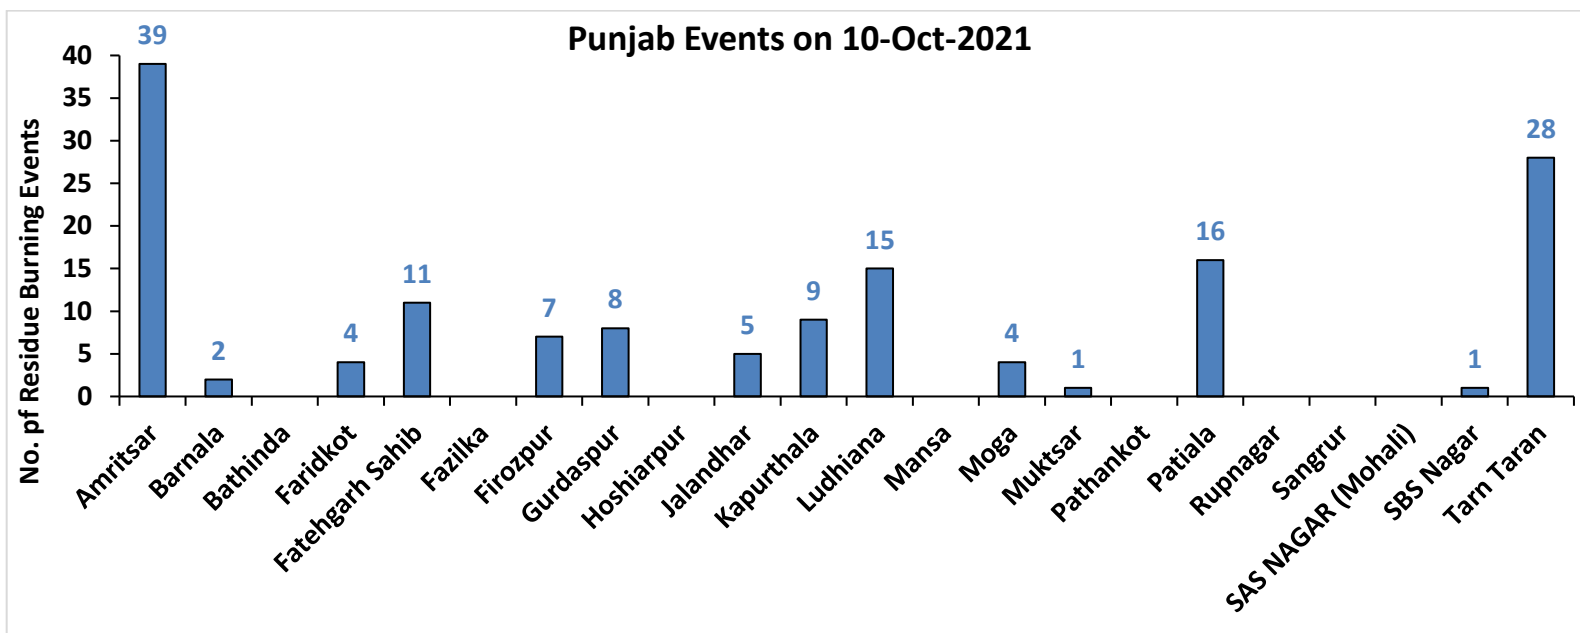 Punjab Events on 10-Oct-2021
No. pf Residue Burning Events
40
35
30
25
20
15
10
5
0
39
2
4
11
7
8
5
9
15
4
1
16
1
28
Amritsar
Barnala
Bathinda
Faridkot
Fatehgarh Sahib
Fazilka
Firozpur
Gurdaspur
Hoshiarpur
Jalandhar
Kapurthala
Ludhiana
Mansa
Moga
Muktsar
Pathankot
Patiala
Rupnagar
Sangrur
SAS NAGAR (Mohali)
SBS Nagar
Tarn Taran